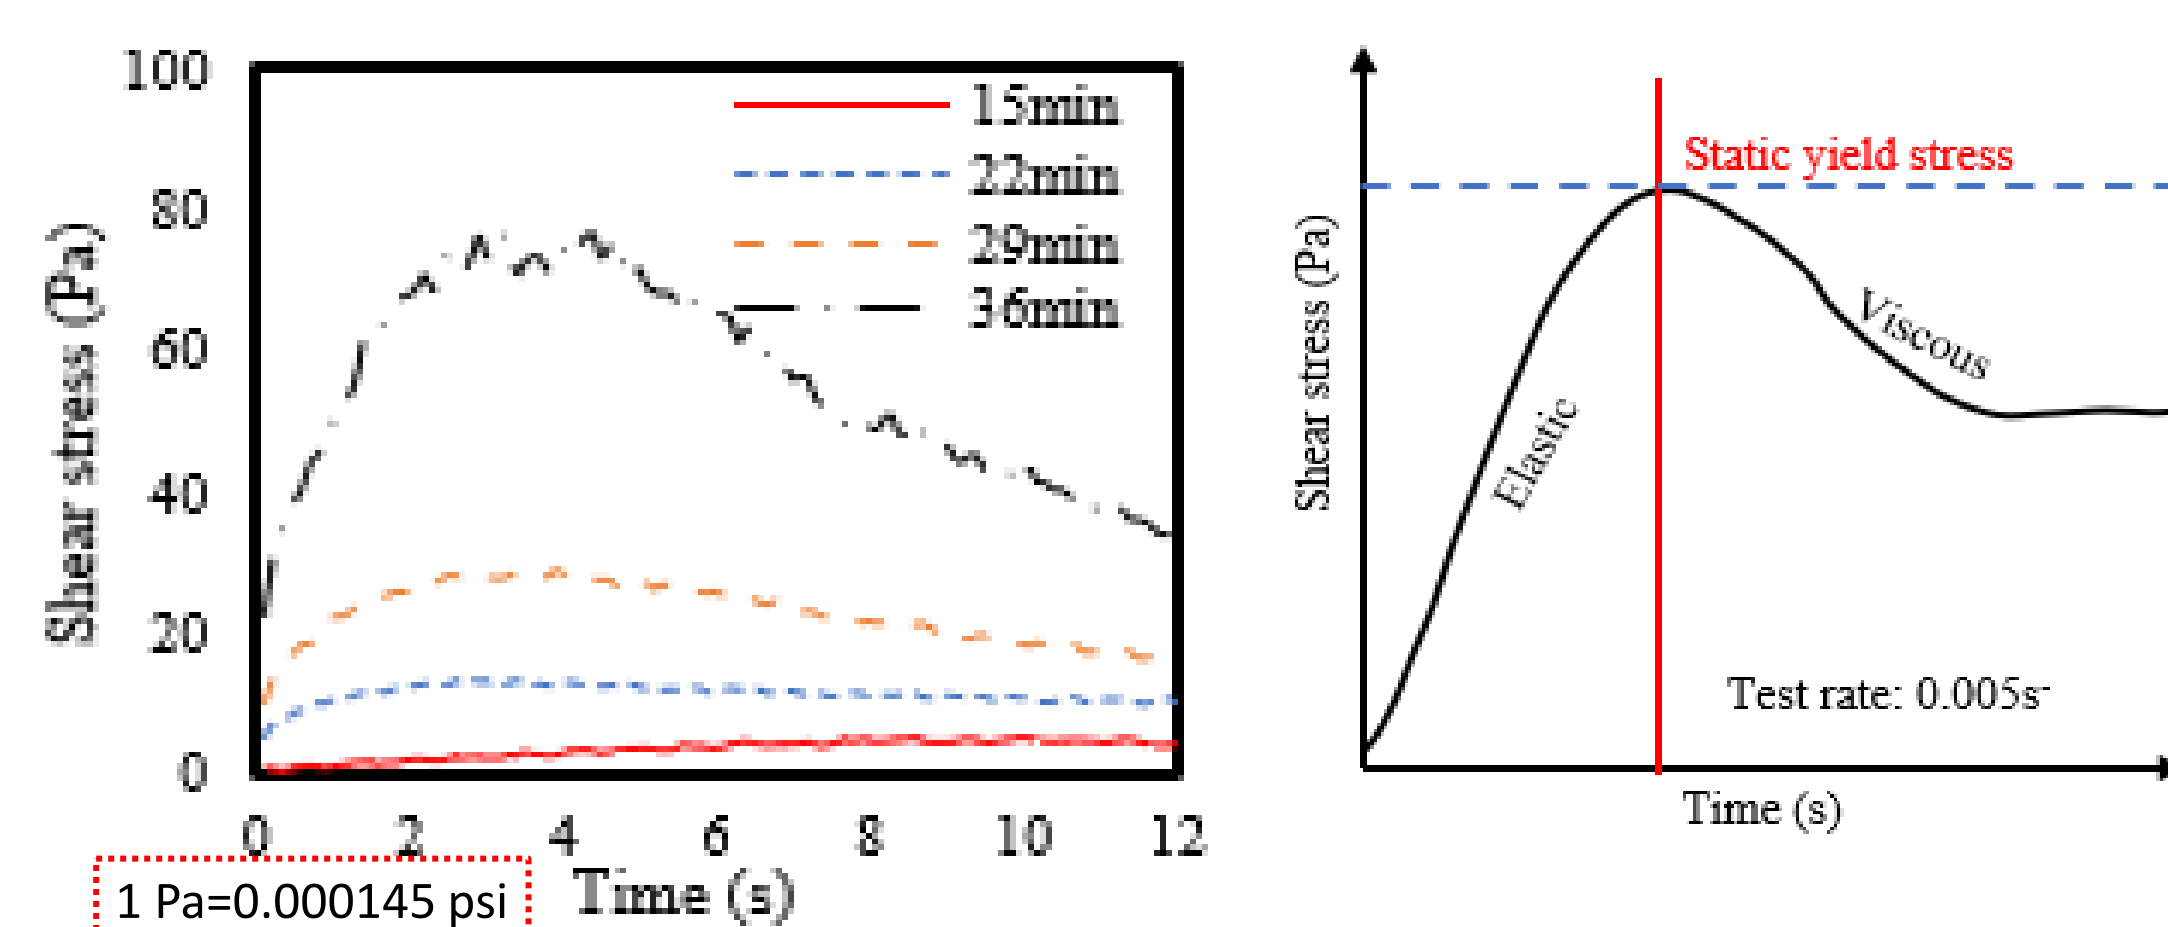 100
80
60
40
20
0
Shear stress (Pa)
15min
22min
29min
36min
0 2 4 6 8 10 12
Time (s)
1 Pa=0.000145 psi
Shear stress (Pa)
Static yield stress
Elastic
Viscous
Test rate: 0.005s-
Time (s)